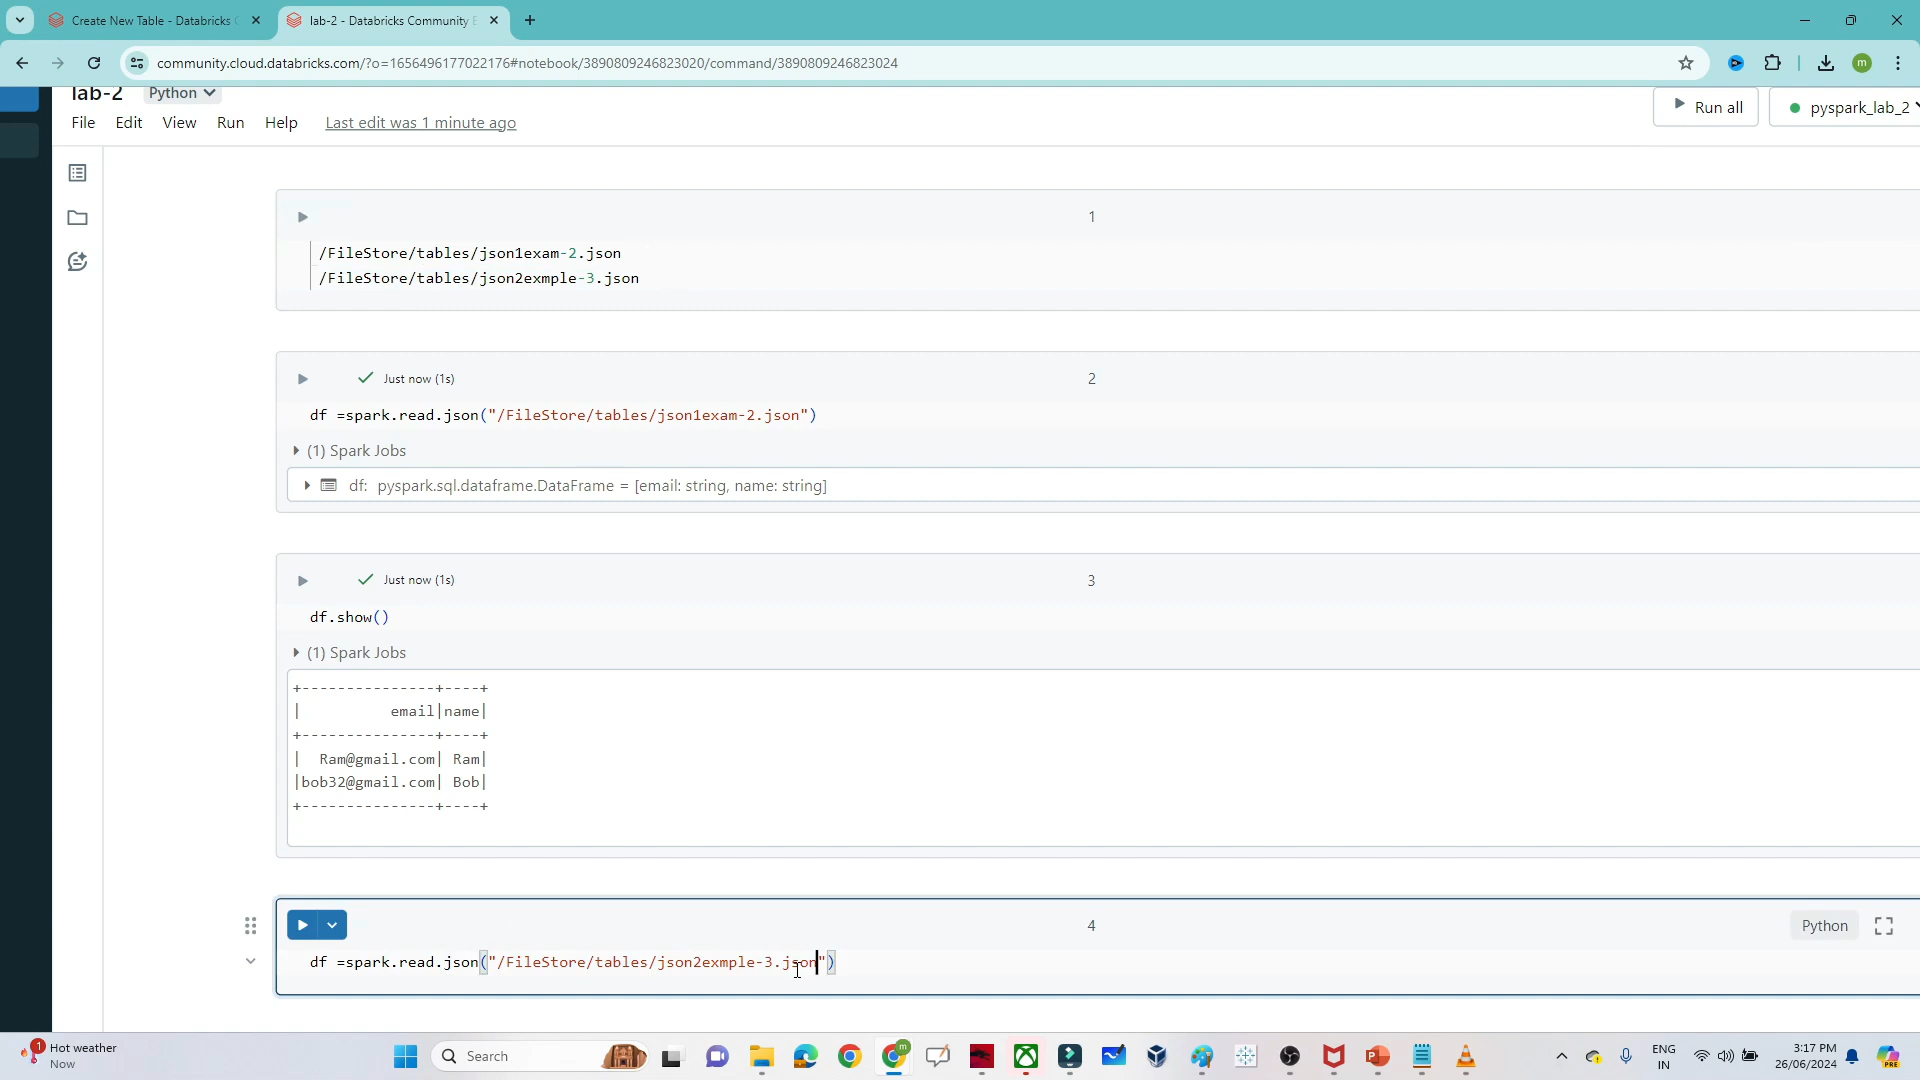 Create New Table - Databricks C
lab-2 - Databricks Community E
community.cloud.databricks.com/?o=1656496177022176#notebook/3890809246823020/command/3890809246823024
m
lab-2 Python
File Edit View Run Help Last edit was 1 minute ago
Run all
pyspark_lab_2
1
/FileStore/tables/json1exam-2.json
/FileStore/tables/json2exmple-3.json
Just now (1s)
2
df =spark.read.json("/FileStore/tables/json1exam-2.json")
(1) Spark Jobs
df: pyspark.sql.dataframe.DataFrame = [email: string, name: string]
Just now (1s)
3
df.show()
(1) Spark Jobs
+---------------+----+
|          email|name|
+---------------+----+
|  Ram@gmail.com| Ram|
|bob32@gmail.com| Bob|
+---------------+----+
4
Python
df =spark.read.json("/FileStore/tables/json2exmple-3.json")
1
Hot weather
Now
Search
m
ENG
IN
3:17 PM
26/06/2024
PRE